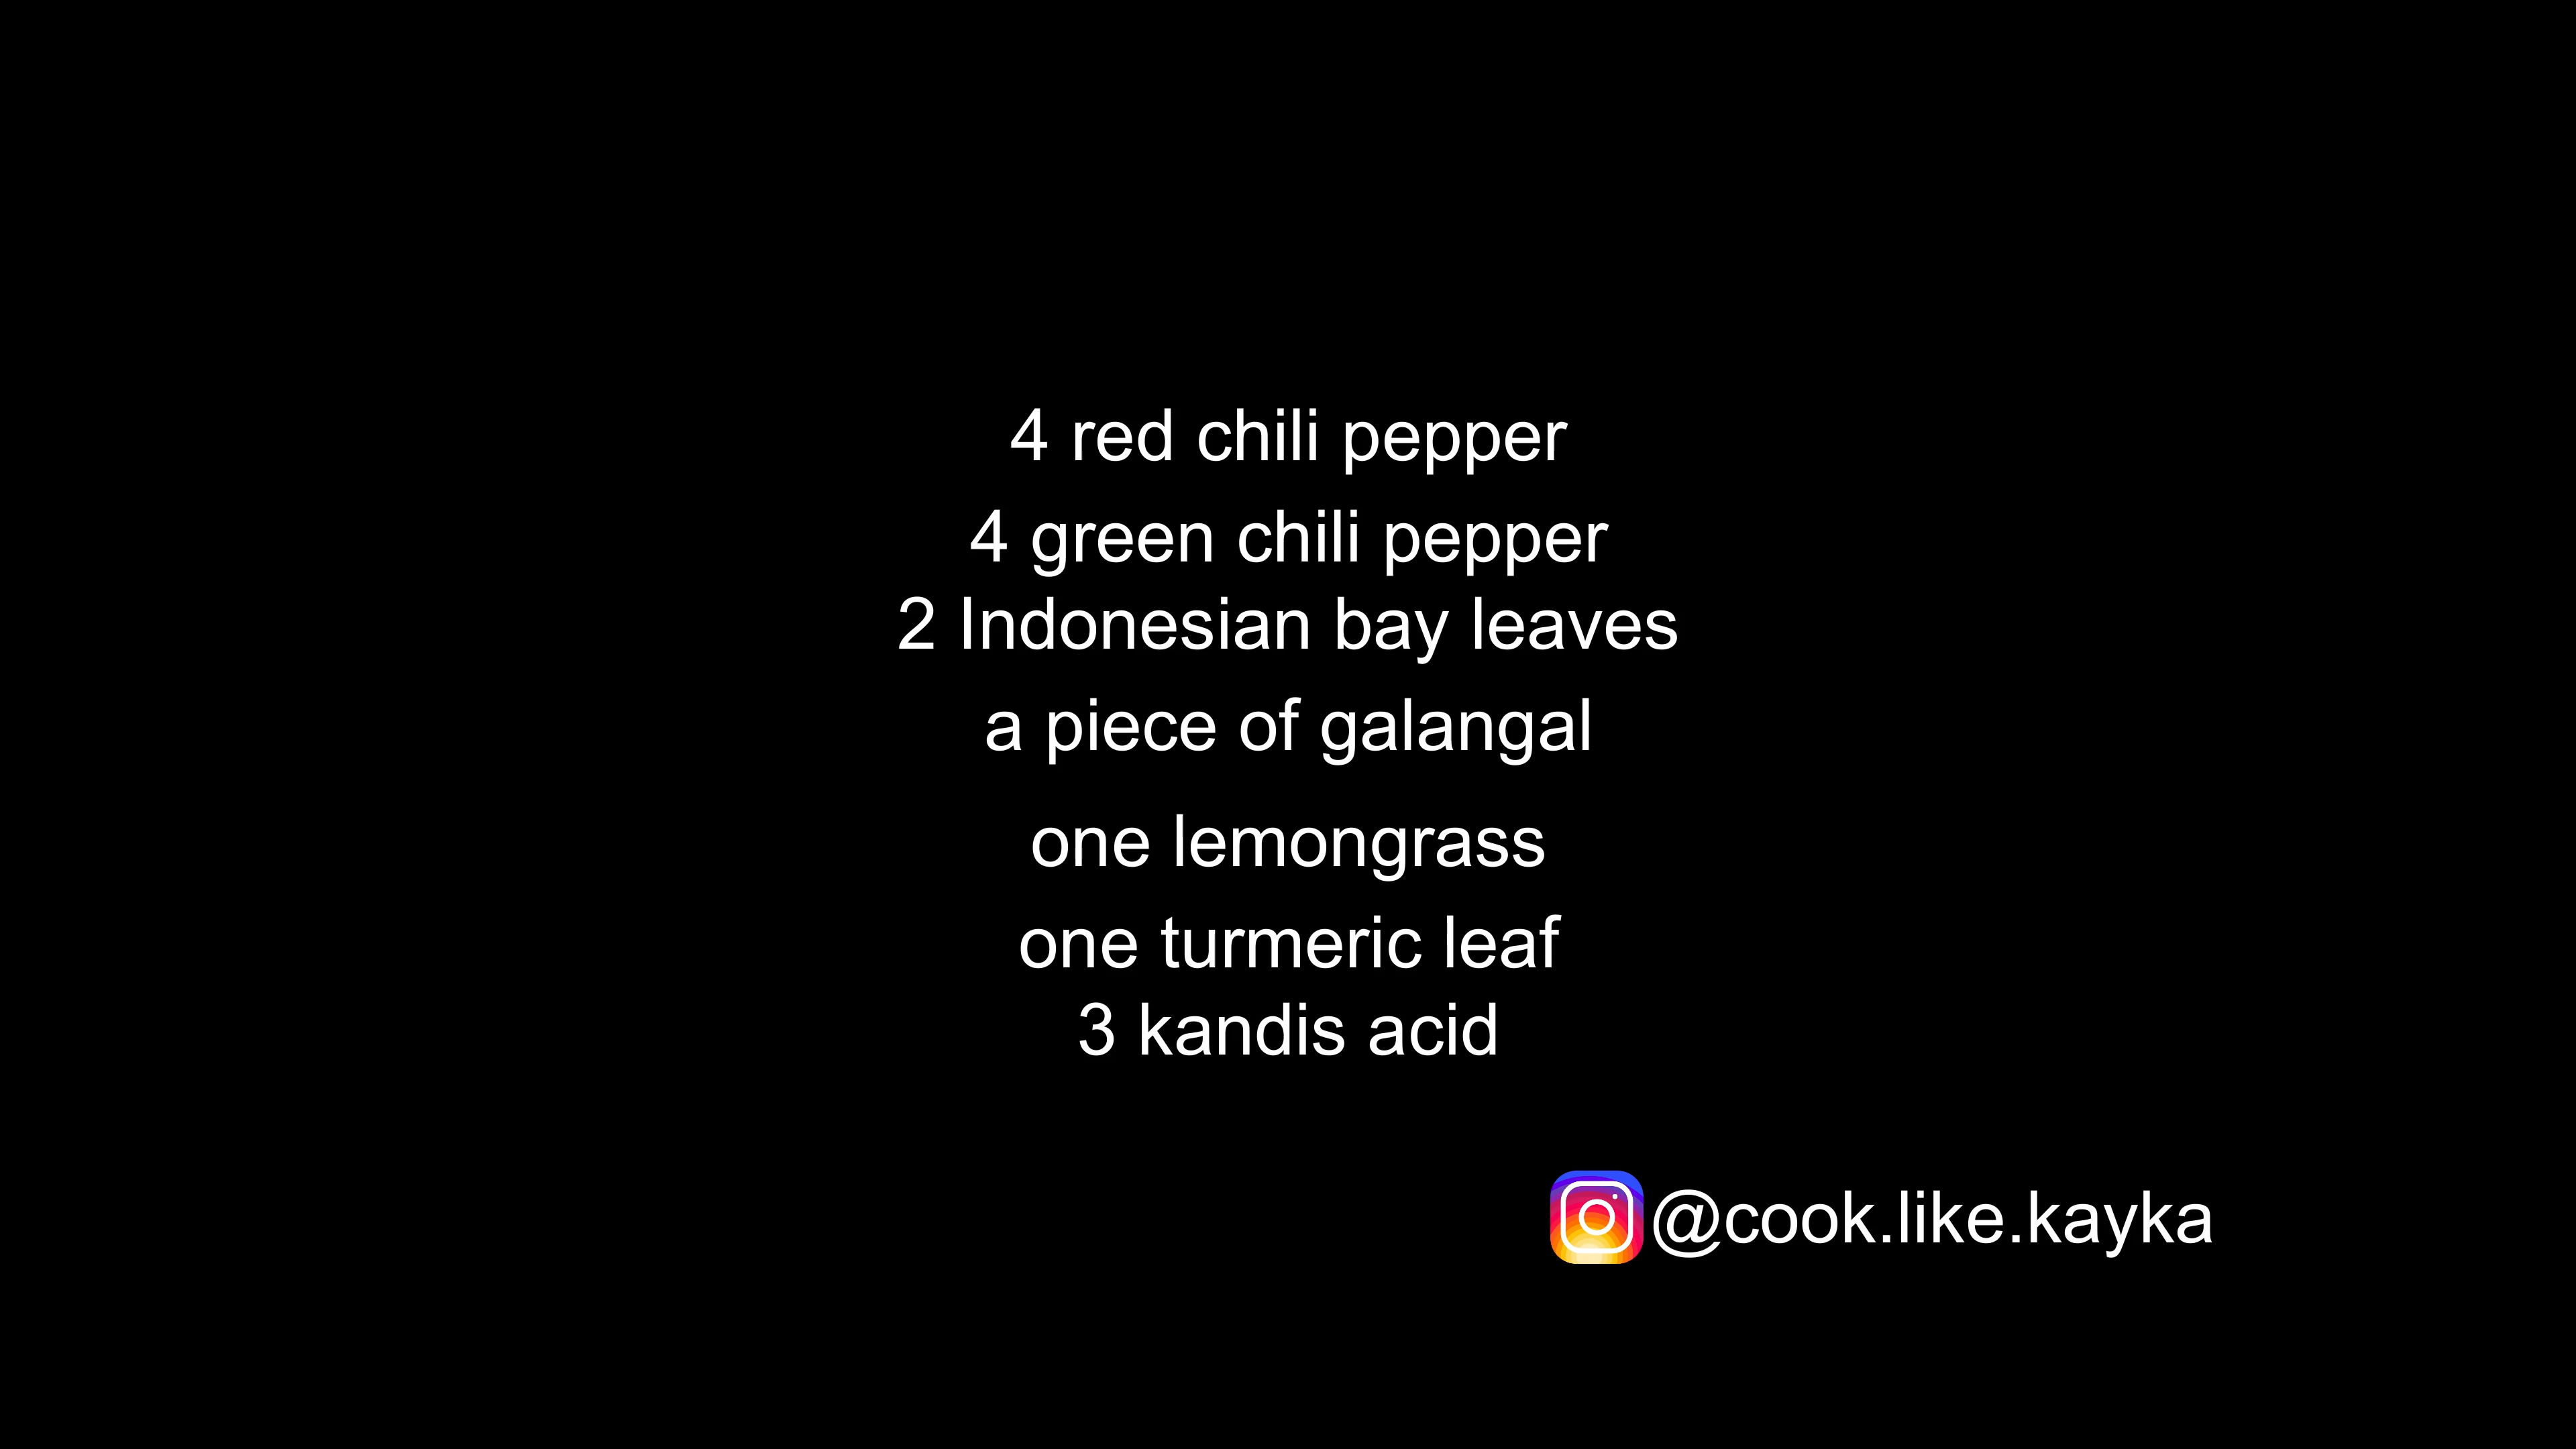 4 red chili pepper
4 green chili pepper
2 Indonesian bay leaves
a piece of galangal
one lemongrass
one turmeric leaf
3 kandis acid
@cook.like.kayka